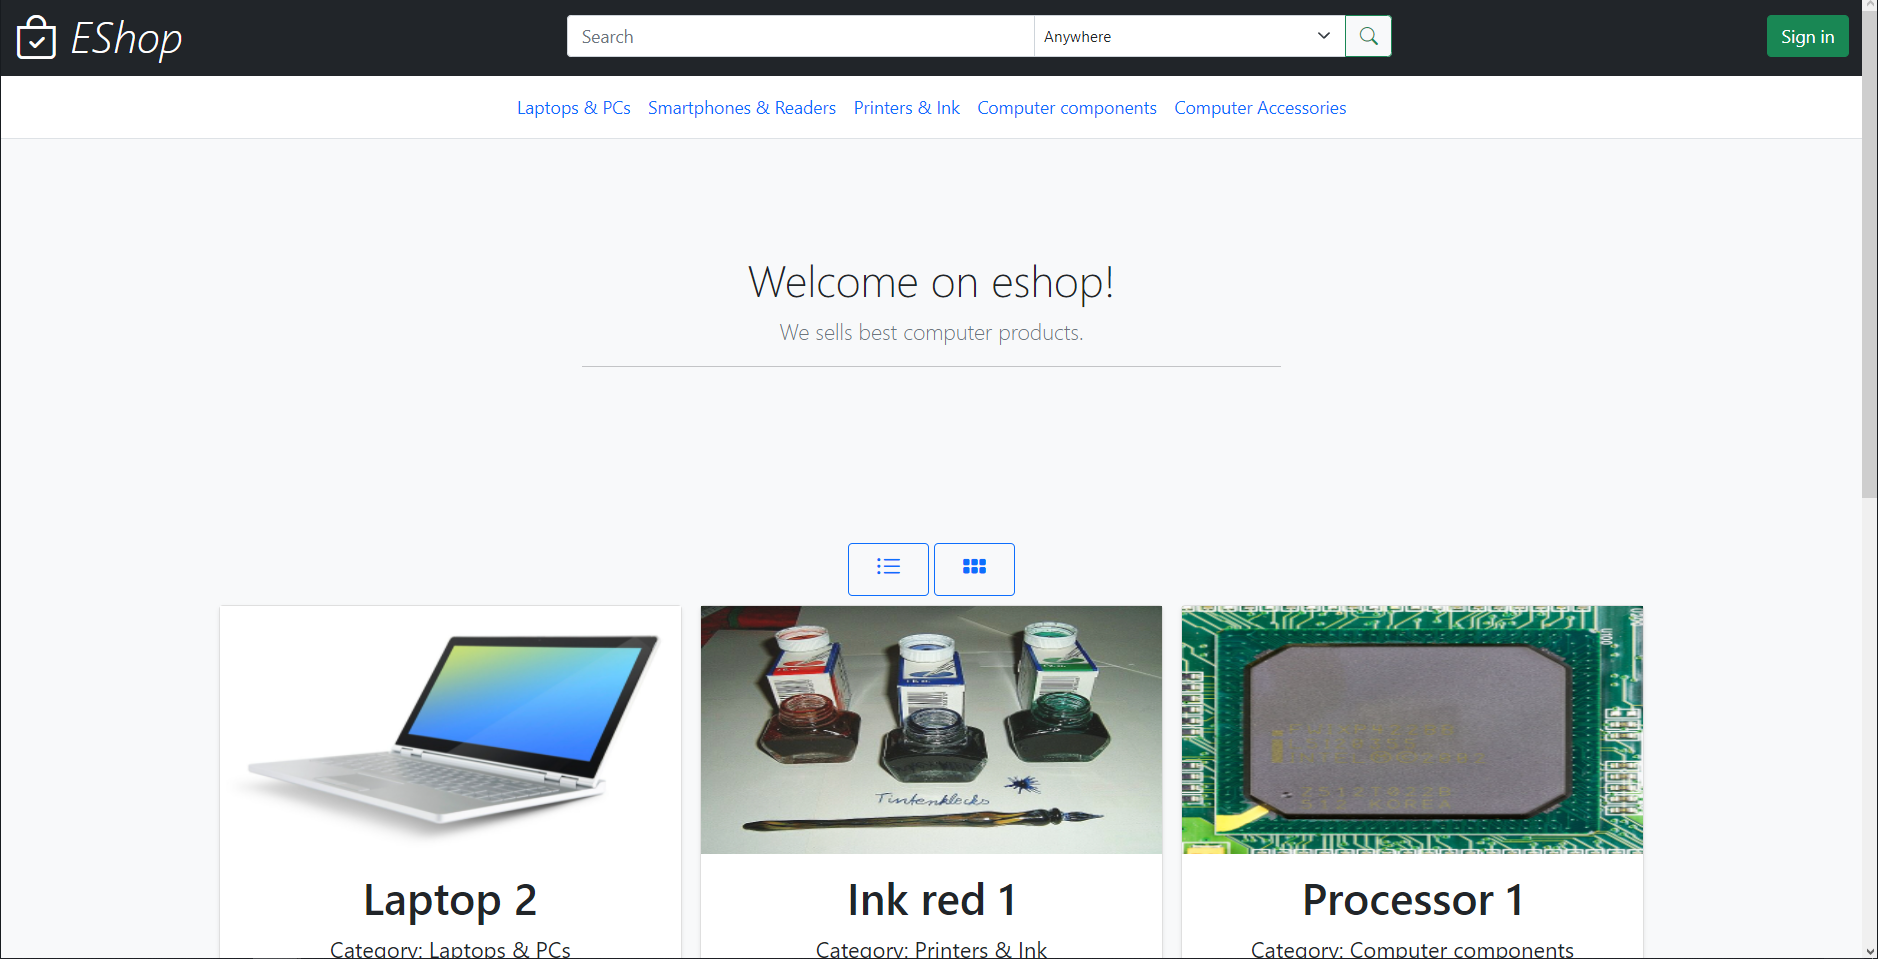 EShop
Search
Anywhere
Sign in
Laptops & PCs Smartphones & Readers Printers & Ink Computer components Computer Accessories
Welcome on eshop!
We sells best computer products.
Tintenklecks
Laptop 2
Ink red 1
Processor 1
Category: Laptops & PCs
Category: Printers & Ink
Category: Computer components